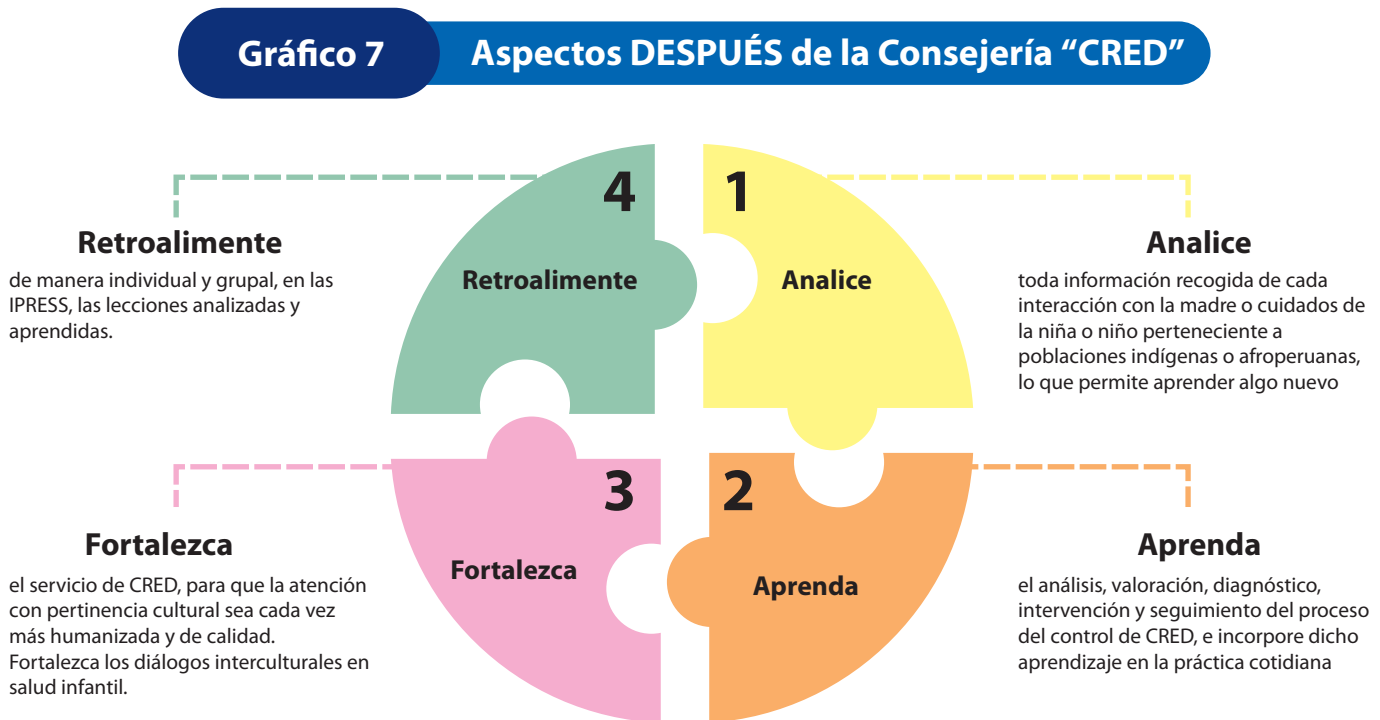 Gráfico 7
Aspectos DESPUÉS de la Consejería “CRED”
4
1
Retroalimente
Analice
Retroalimente
de manera individual y grupal, en las
IPRESS, las lecciones analizadas y
aprendidas.
Analice
toda información recogida de cada
interacción con la madre o cuidados de
la niña o niño perteneciente a
poblaciones indígenas o afroperuanas,
lo que permite aprender algo nuevo
3
2
Fortalezca
Aprenda
Fortalezca
el servicio de CRED, para que la atención
con pertinencia cultural sea cada vez
más humanizada y de calidad.
Fortalezca los diálogos interculturales en
salud infantil.
Aprenda
el análisis, valoración, diagnóstico,
intervención y seguimiento del proceso
del control de CRED, e incorpore dicho
aprendizaje en la práctica cotidiana